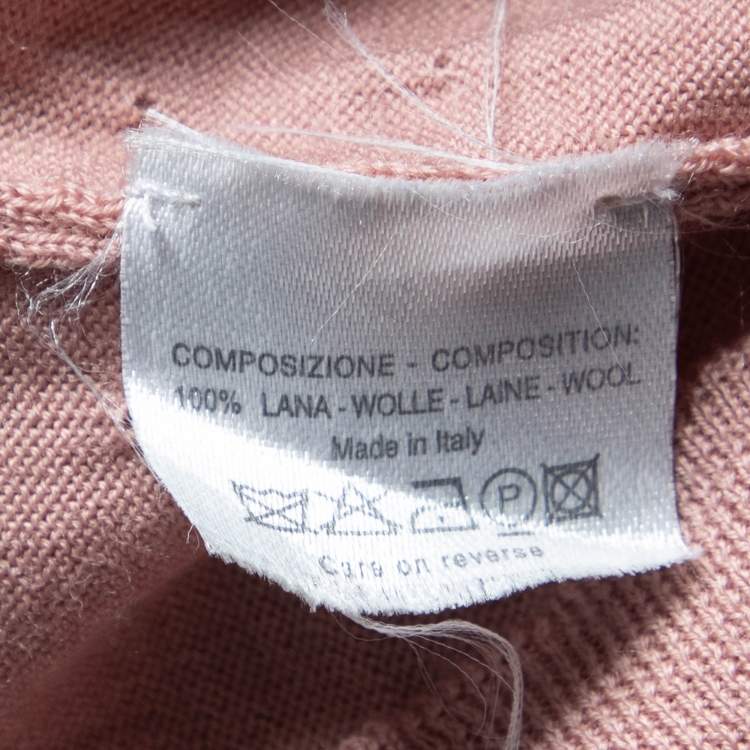 COMPOSIZIONE - COMPOSITION:
100% LANA - WOLLE - LAINE - WOOL
Made in Italy
P
Care on reverse